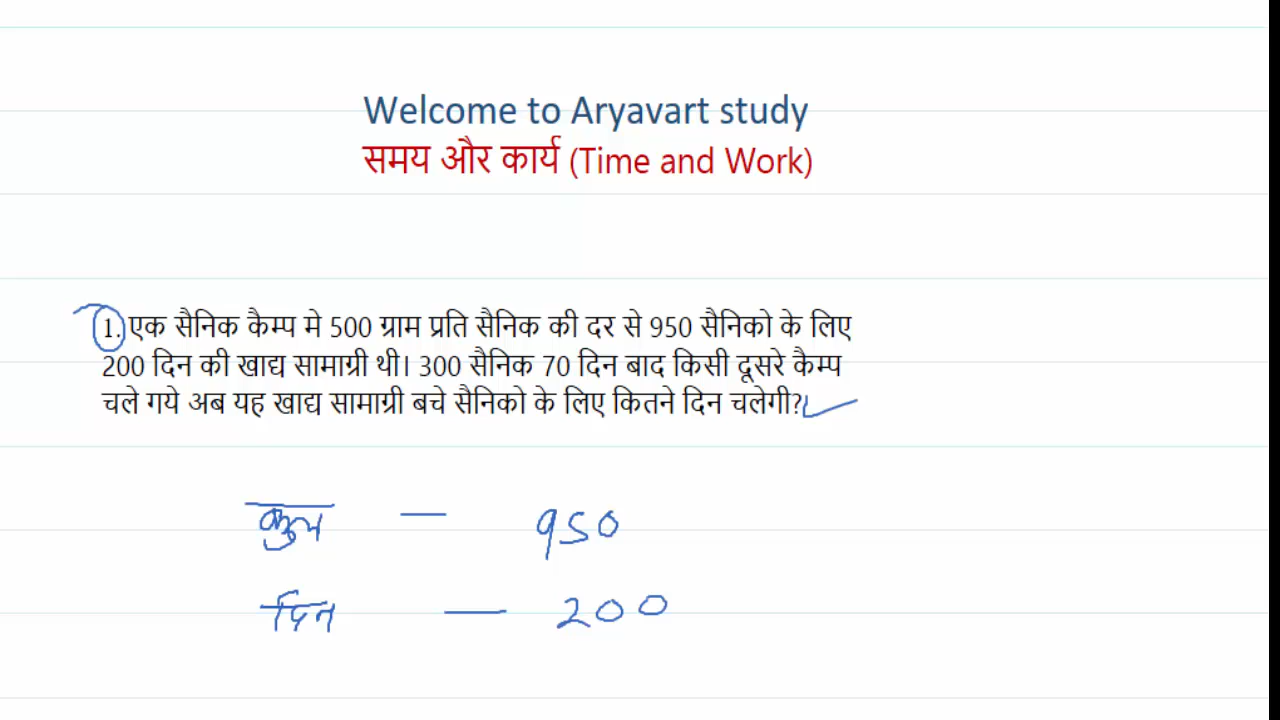 Welcome to Aryavart study
समय और कार्य (Time and Work)
1. एक सैनिक कैम्प मे 500 ग्राम प्रति सैनिक की दर से 950 सैनिको के लिए
200 दिन की खाद्य सामाग्री थी। 300 सैनिक 70 दिन बाद किसी दूसरे कैम्प
चले गये अब यह खाद्य सामाग्री बचे सैनिको के लिए कितने दिन चलेगी?
कुल — 950
दिन — 200